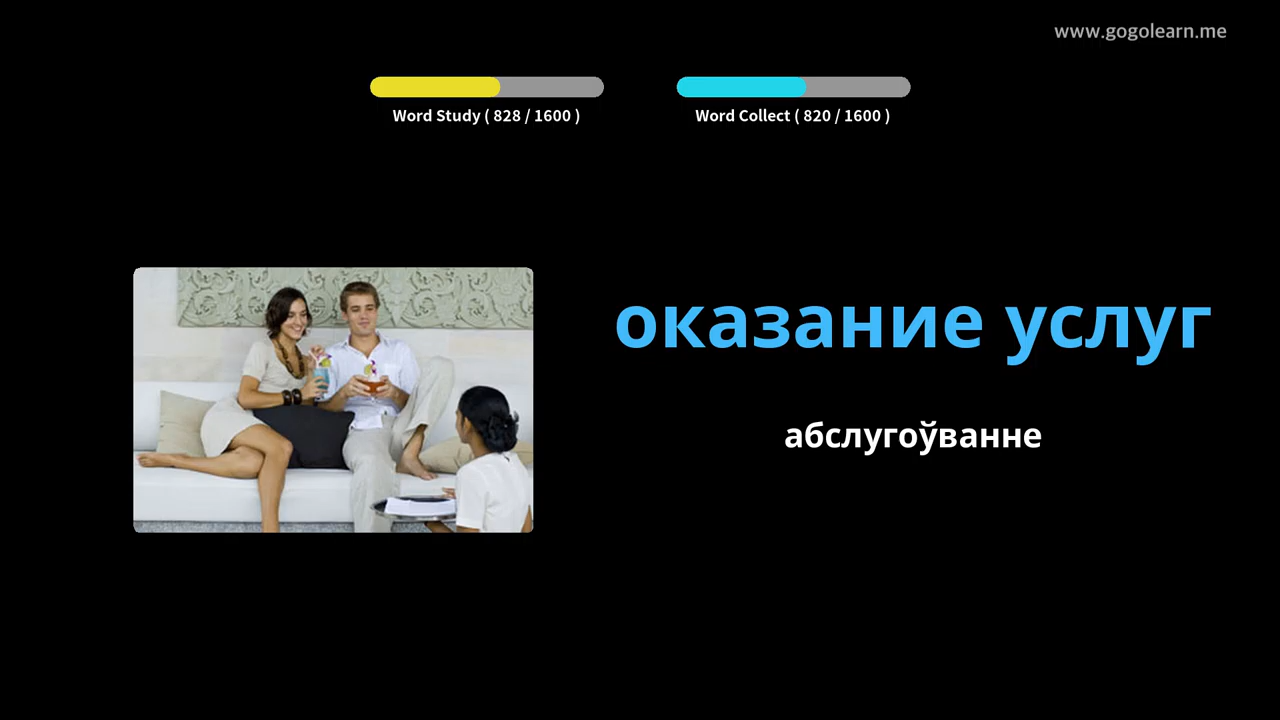 www.gogolearn.me
Word Study ( 828 / 1600 )
Word Collect ( 820 / 1600 )
оказание услуг
абслугоўванне